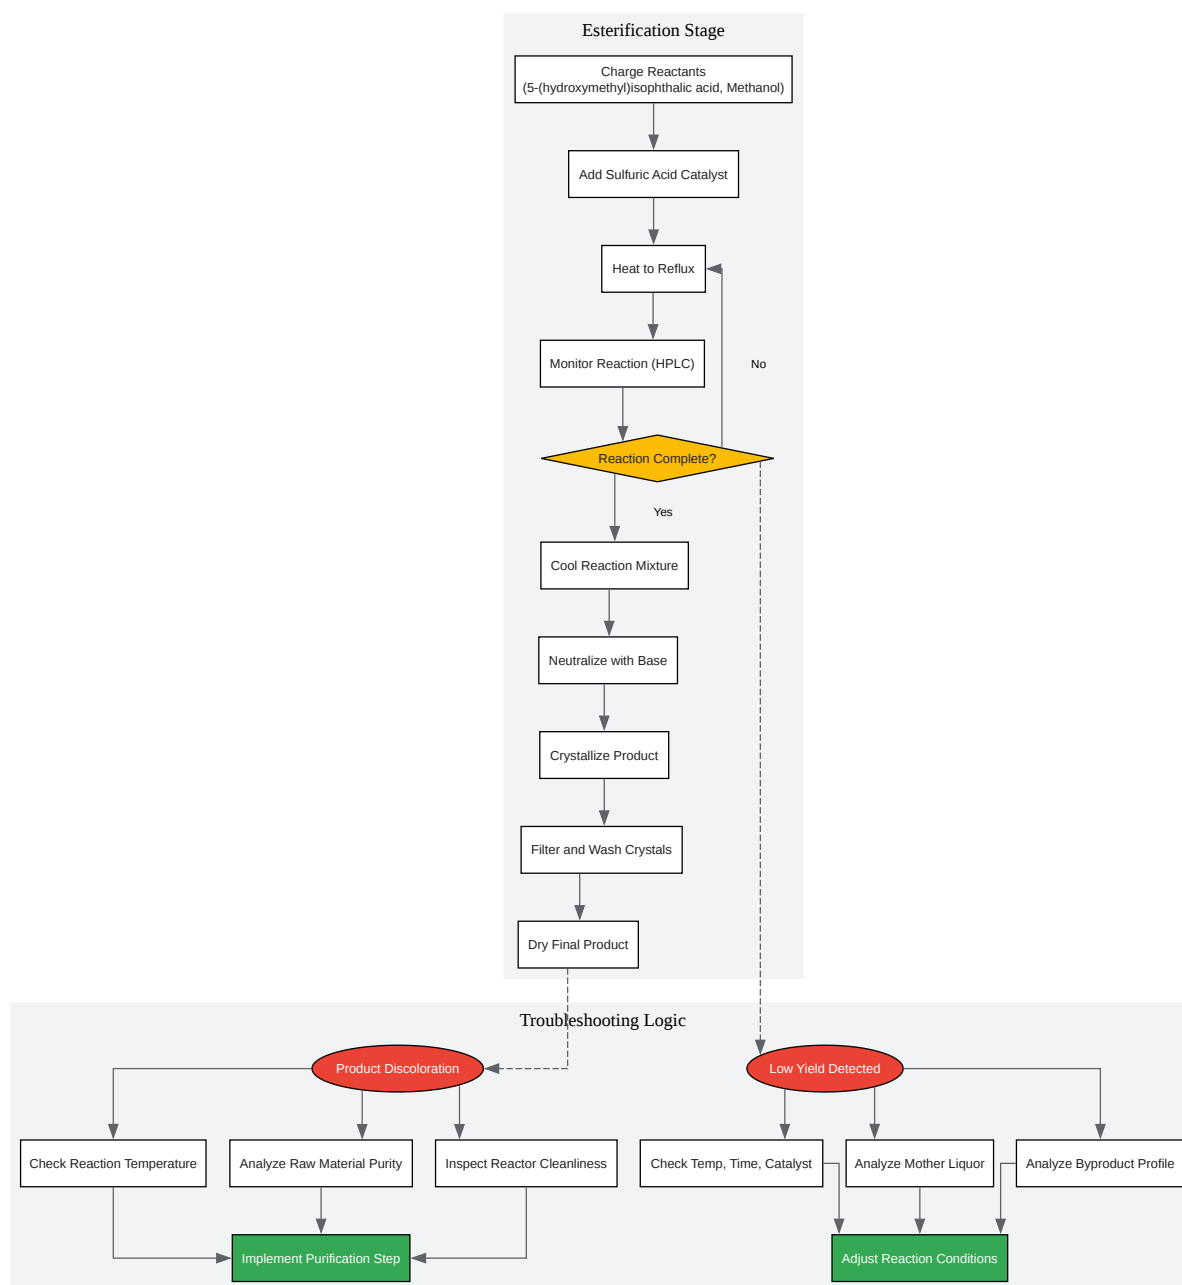 Esterification Stage
Charge Reactants
(5-(hydroxymethyl)isophthalic acid, Methanol)
Add Sulfuric Acid Catalyst
Heat to Reflux
Monitor Reaction (HPLC)
No
Reaction Complete?
Yes
Cool Reaction Mixture
Neutralize with Base
Crystallize Product
Filter and Wash Crystals
Dry Final Product
Troubleshooting Logic
Product Discoloration
Low Yield Detected
Check Reaction Temperature
Analyze Raw Material Purity
Inspect Reactor Cleanliness
Check Temp, Time, Catalyst
Analyze Mother Liquor
Analyze Byproduct Profile
Implement Purification Step
Adjust Reaction Conditions